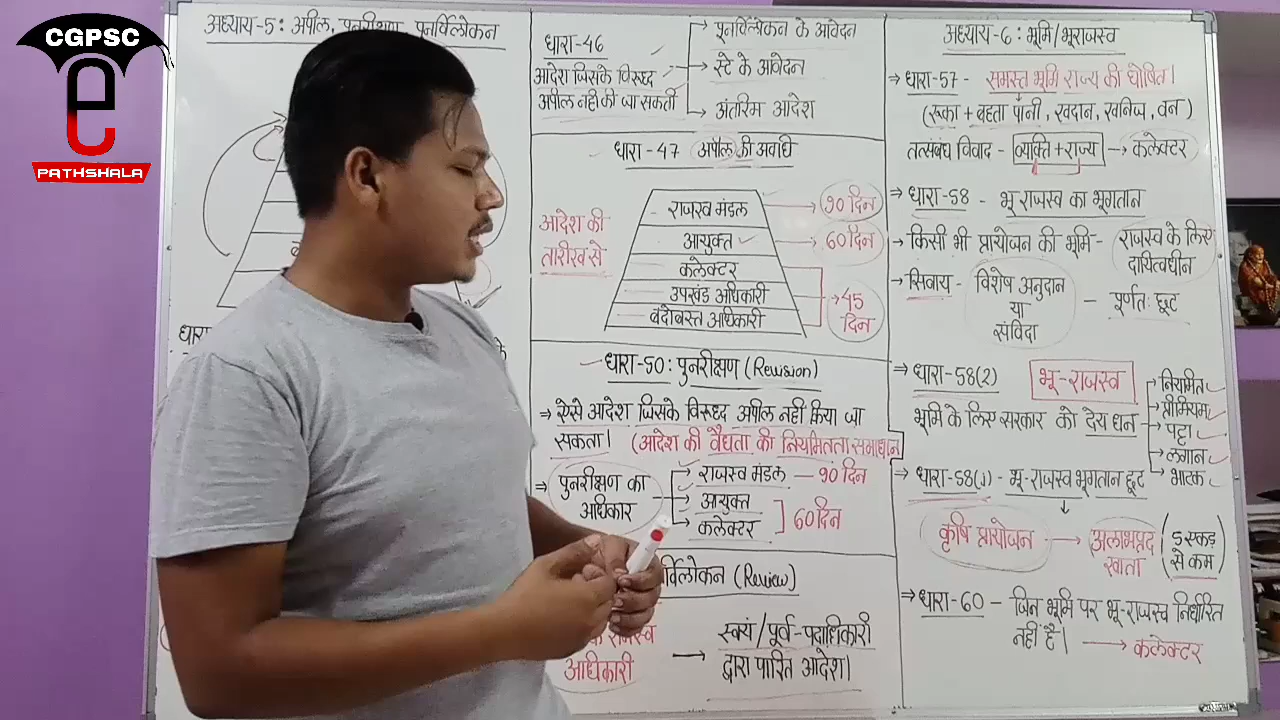 CGPSC
PATHSHALA
अध्याय-5: अपील, पुनरीक्षण, पुनर्विलोकन
धारा-46
आदेश जिसके विरूद्ध
अपील नही की जा सकती
→ पुनर्विलोकन के आवेदन
→ स्टे के आवेदन
→ अंतरिम आदेश
धारा-47 अपील की अवधि
आदेश की
तारीख से
राजस्व मंडल → 90 दिन
आयुक्त → 60 दिन
कलेक्टर
उपखंड अधिकारी
बंदोबस्त अधिकारी
→ 45
दिन
धारा-50: पुनरीक्षण (Revision)
⇒ ऐसे आदेश जिसके विरूध्द अपील नही किया जा
सकता। (आदेश की वैधता की नियमितता समाधान)
⇒ पुनरीक्षण का
अधिकार
→ राजस्व मंडल — 90 दिन
→ आयुक्त
→ कलेक्टर
] 60 दिन
र्विलोकन (Review)
राजस्व
अधिकारी
→ स्वयं/पूर्व-पदाधिकारी
द्वारा पारित आदेश।
अध्याय-6: भूमि/भूराजस्व
⇒ धारा-57 - समस्त भूमि राज्य की घोषित।
(रूका + बहता पानी, खदान, खनिज, वन)
तत्संबंध विवाद - व्यक्ति + राज्य → कलेक्टर
⇒ धारा-58 - भू राजस्व का भूगतान
→ किसी भी प्रायोजन की भूमि - राजस्व के लिए
दायित्वधीन
→ सिवाय - विशेष अनुदान
या
संविदा
— पूर्णतः छूट
⇒ धारा-58(2) भू-राजस्व
भूमि के लिए सरकार को देय धन
→ नियमित
→ प्रीमियम
→ पट्टा
→ लगान
→ भाटक
⇒ धारा-58(1) - भू-राजस्व भूगतान छूट
↓
कृषि प्रायोजन → अलाभप्रद
खाता
(5 एकड़
से कम)
⇒ धारा-60 - जिन भूमि पर भू-राजस्व निर्धारित
नहीं है। → कलेक्टर